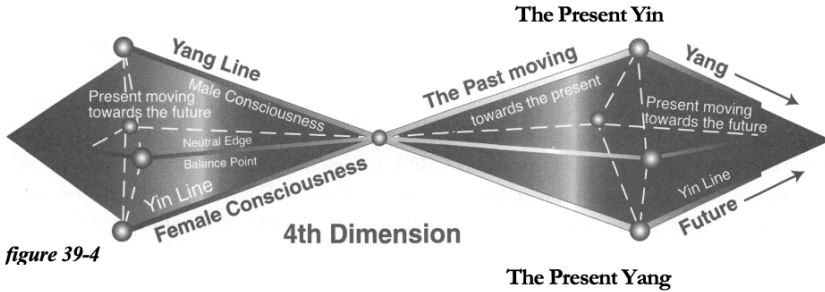 The Present Yin
Yang Line
Male Consciousness
Present moving
towards the future
Neutral Edge
Balance Point
Yin Line
Female Consciousness
4th Dimension
The Past moving
towards the present
Yang
Present moving
towards the future
Yin Line
Future
figure 39-4
The Present Yang